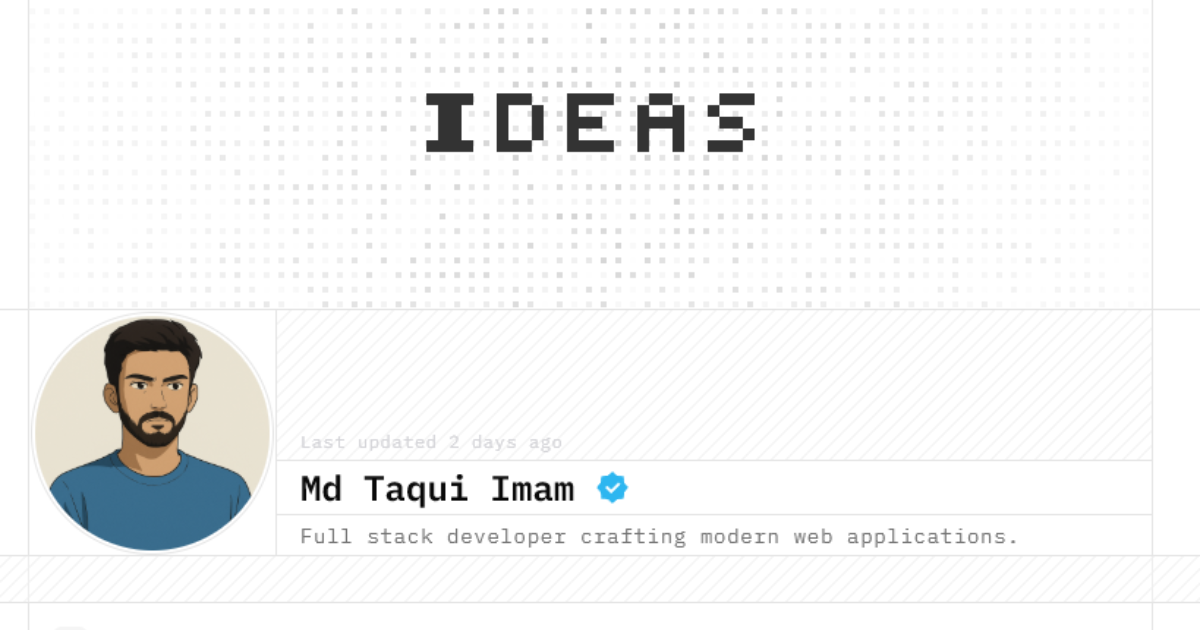 IDEAS
Last updated 2 days ago
Md Taqui Imam
Full stack developer crafting modern web applications.